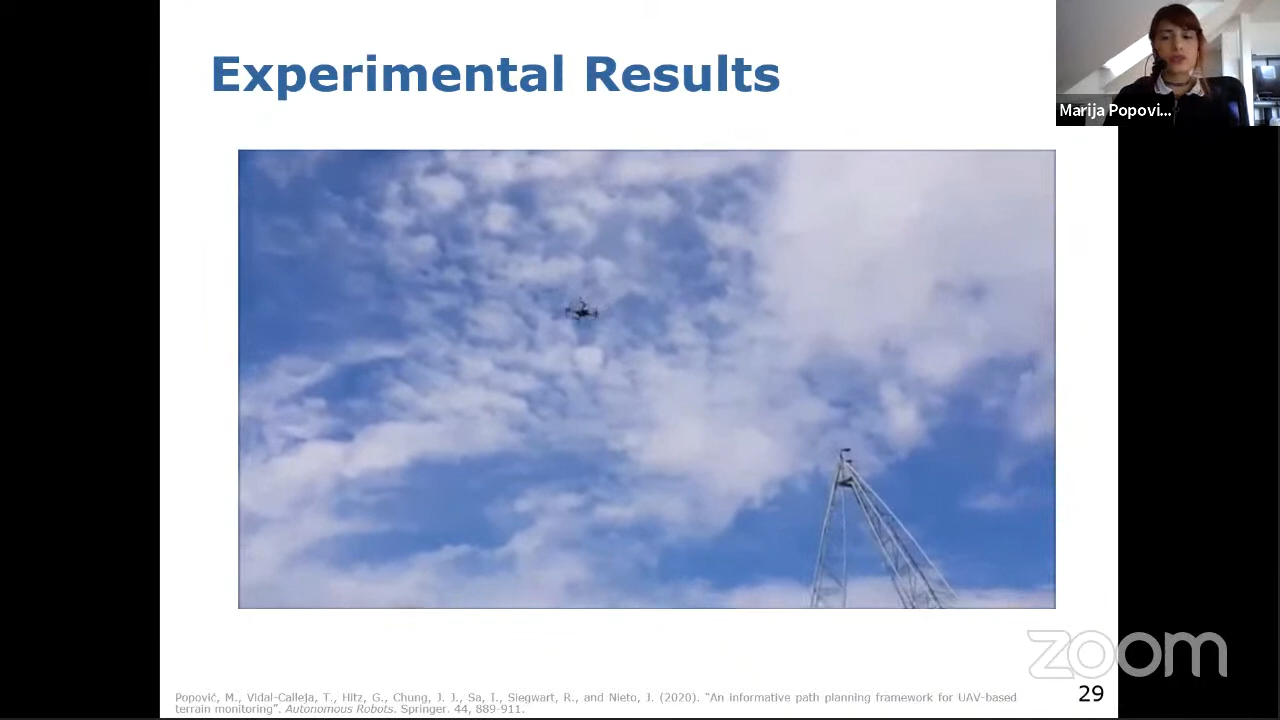 Experimental Results
Marija Popovi...
zoom
Popović, M., Vidal-Calleja, T., Hitz, G., Chung, J. J., Sa, I., Siegwart, R., and Nieto, J. (2020). “An informative path planning framework for UAV-based
terrain monitoring”. Autonomous Robots. Springer. 44, 889-911.
29